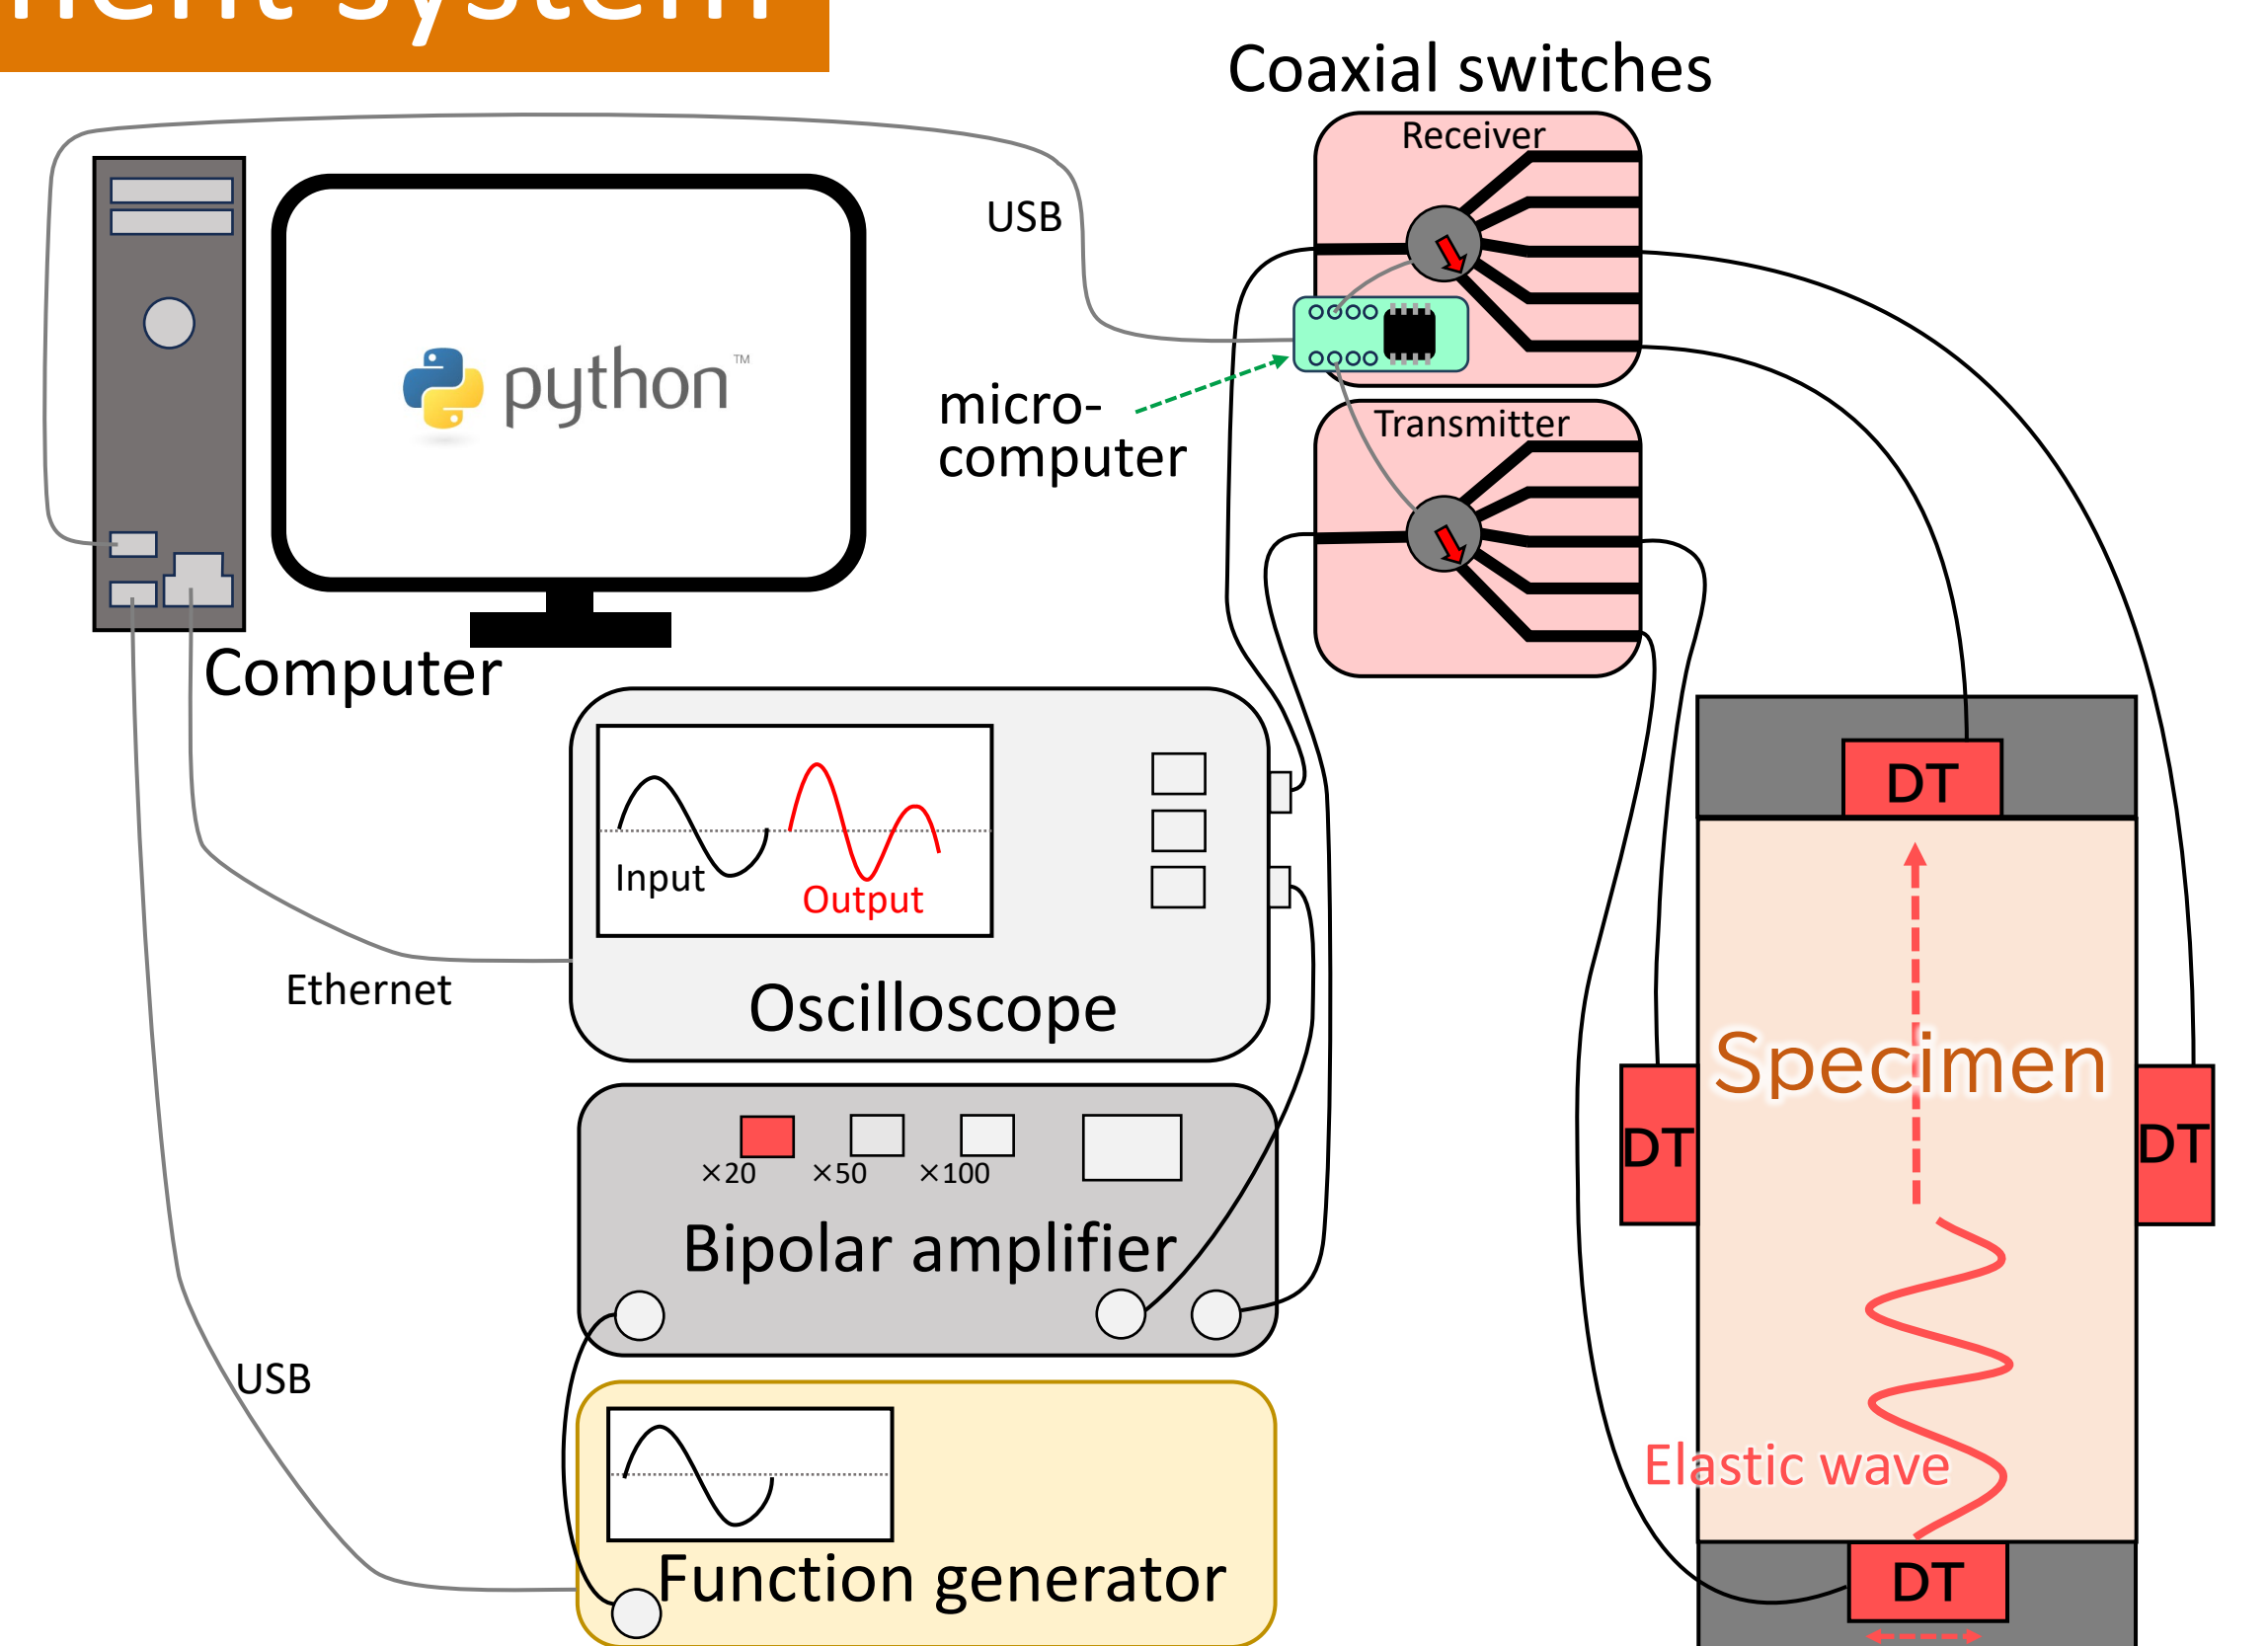 system
Coaxial switches
Receiver
USB
python™
micro-
computer
Transmitter
Computer
DT
Input
Output
Ethernet
Oscilloscope
Specimen
DT
DT
×20
×50
×100
Bipolar amplifier
USB
Elastic wave
Function generator
DT